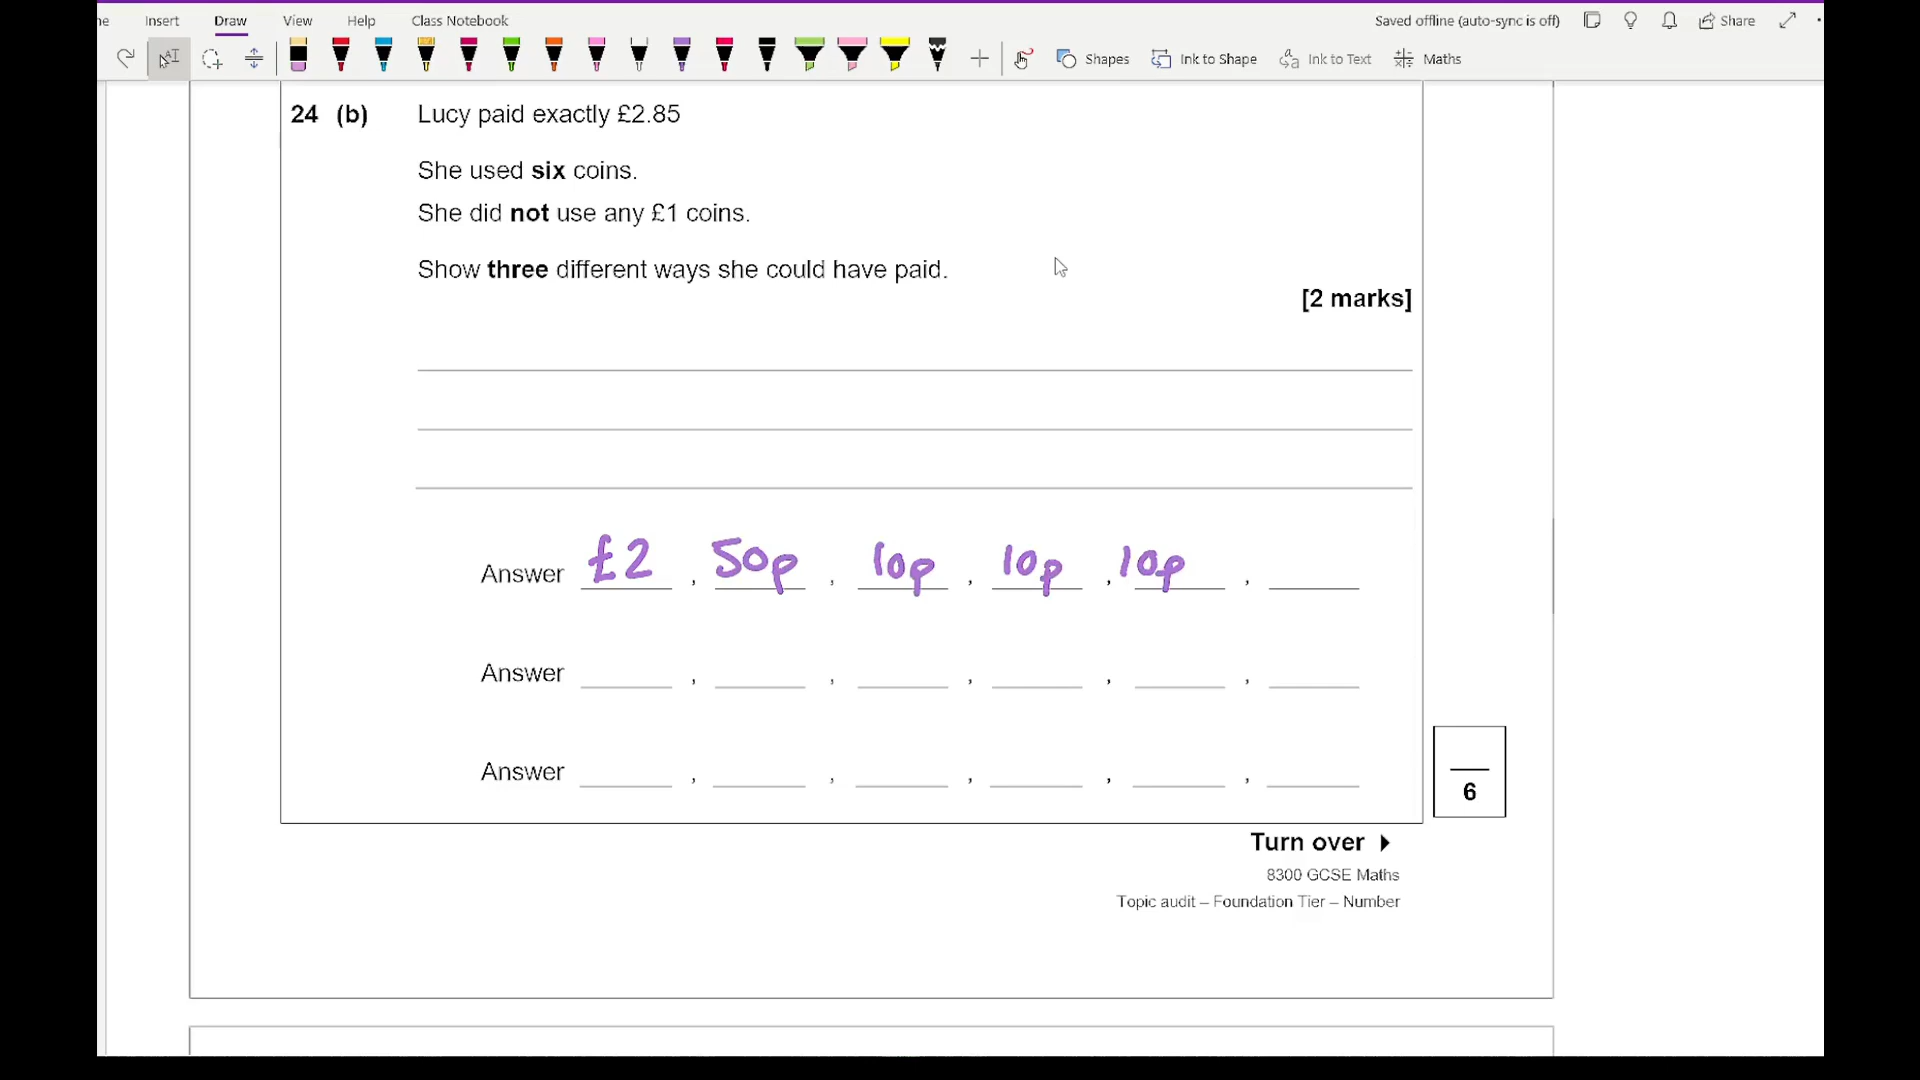 Insert Draw View Help Class Notebook Saved offline (auto-sync is off) Share
Shapes Ink to Shape Ink to Text Maths
24 (b) Lucy paid exactly £2.85
She used six coins.
She did not use any £1 coins.
Show three different ways she could have paid.
[2 marks]
Answer £2 , 50p , 10p , 10p , 10p , 
Answer , , , , ,
Answer , , , , ,
6
Turn over
8300 GCSE Maths
Topic audit – Foundation Tier – Number